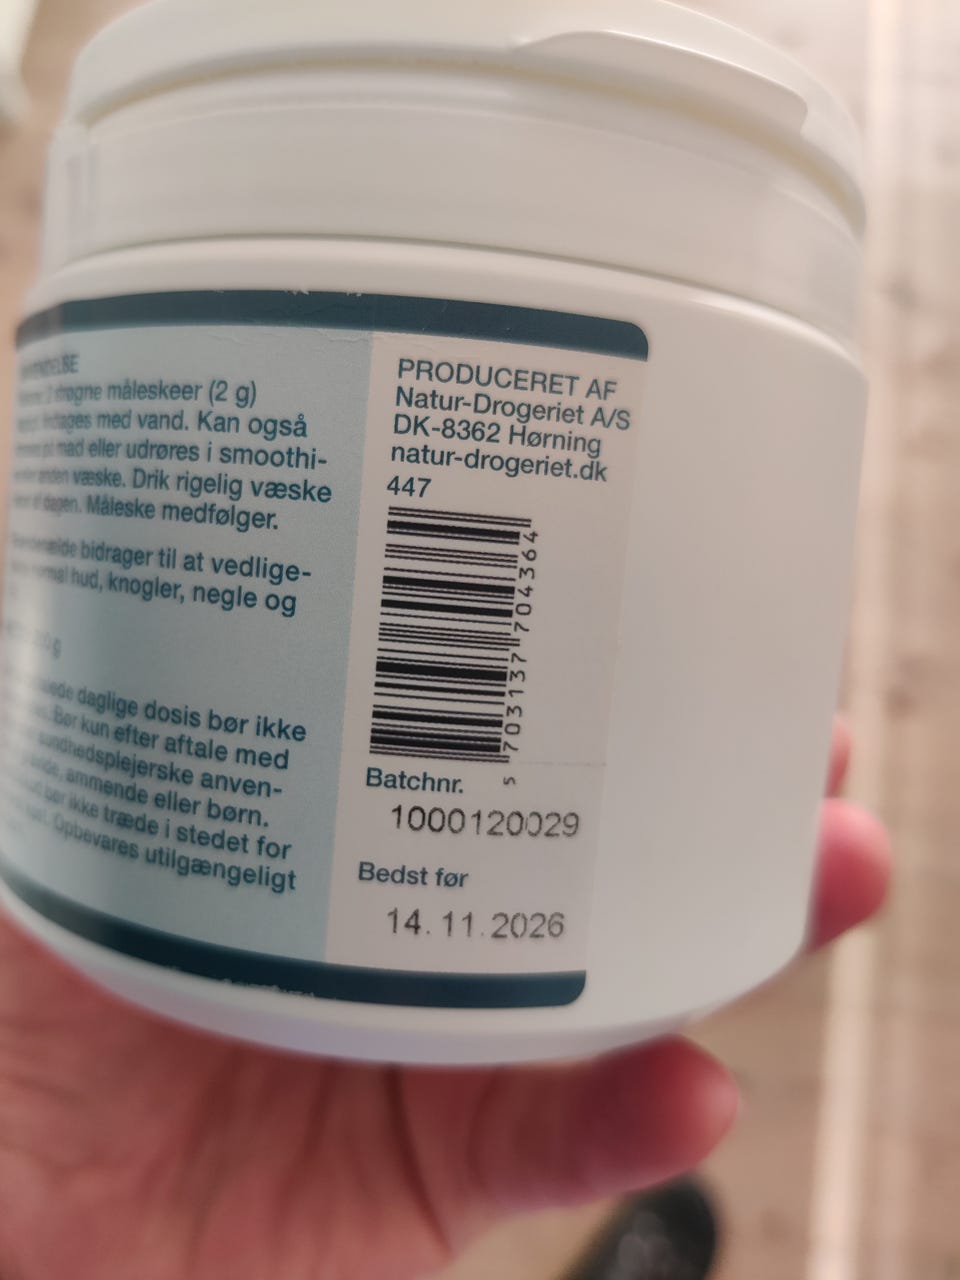 måleskeer (2 g)
med vand. Kan også
mad eller udrøres i smoothi-
væske. Drik rigelig væske
dagen. Måleske medfølger.
bidrager til at vedlige-
hud, knogler, negle og
g
daglige dosis bør ikke
Bør kun efter aftale med
sundhedsplejerske anven-
ammende eller børn.
bør ikke træde i stedet for
Opbevares utilgængeligt
PRODUCERET AF
Natur-Drogeriet A/S
DK-8362 Hørning
natur-drogeriet.dk
447
5 703137 704364
Batchnr.
1000120029
Bedst før
14.11.2026